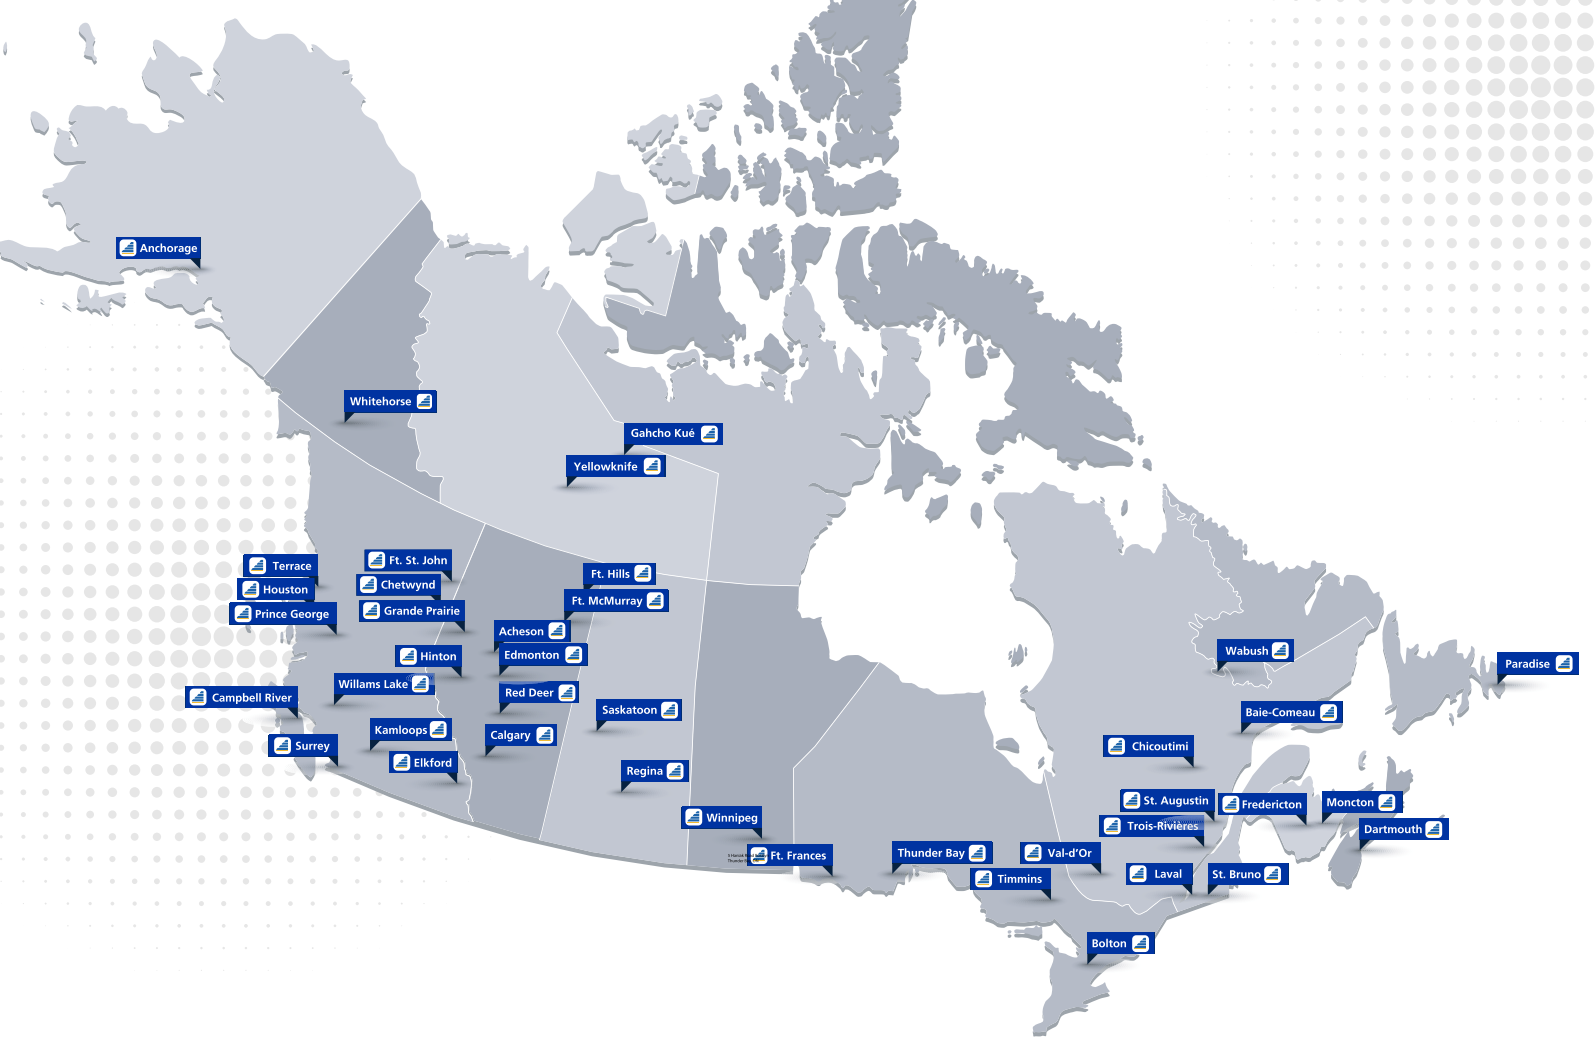 Anchorage
Whitehorse
Gahcho Kué
Yellowknife
Terrace
Ft. St. John
Ft. Hills
Houston
Chetwynd
Ft. McMurray
Prince George
Grande Prairie
Acheson
Hinton
Edmonton
Wabush
Paradise
Willams Lake
Red Deer
Campbell River
Saskatoon
Baie-Comeau
Kamloops
Calgary
Surrey
Chicoutimi
Elkford
Regina
St. Augustin
Fredericton
Moncton
Winnipeg
Trois-Rivières
Dartmouth
Ft. Frances
Thunder Bay
Val-d'Or
Timmins
Laval
St. Bruno
Bolton